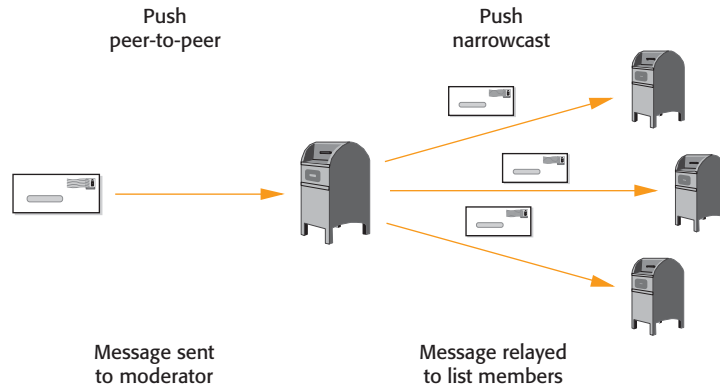 Push
peer-to-peer
Push
narrowcast
Message sent
to moderator
Message relayed
to list members